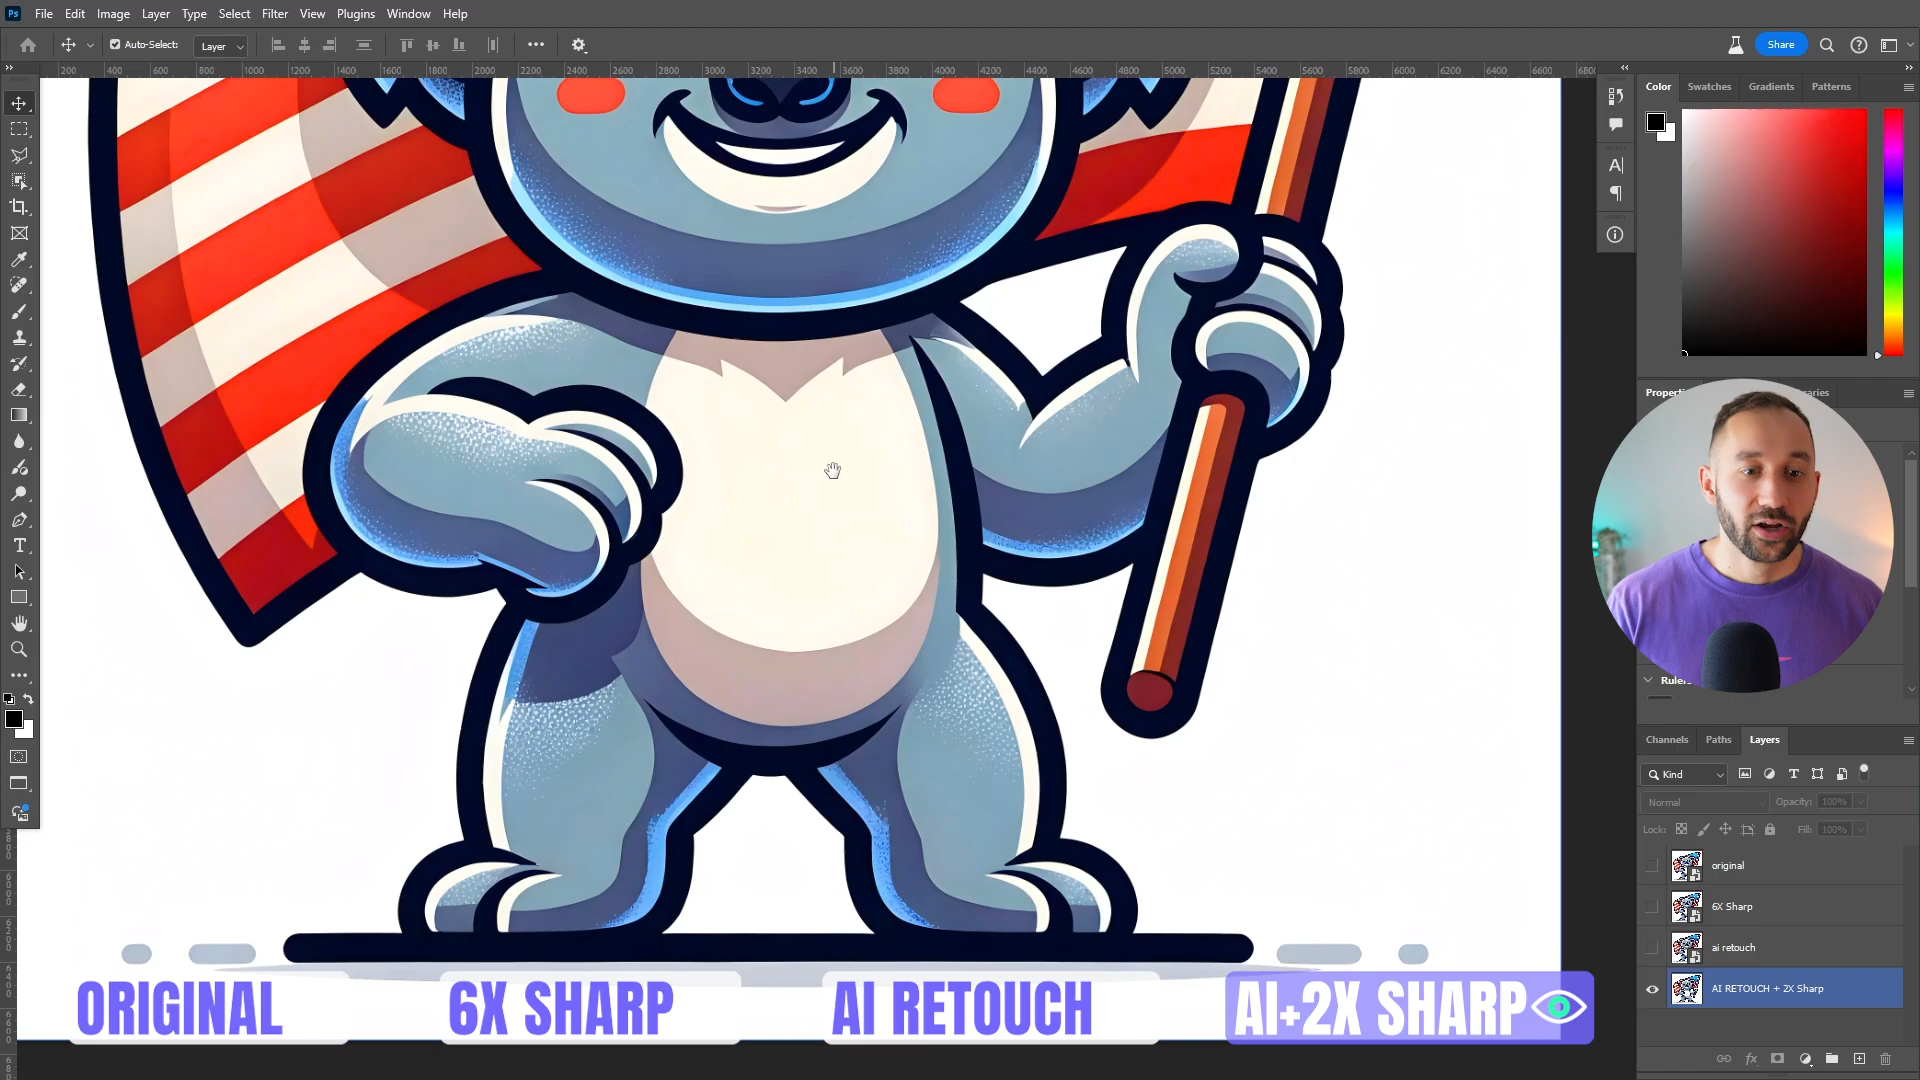 Ps File Edit Image Layer Type Select Filter View Plugins Window Help
Auto-Select: Layer Share
200 400 600 800 1000 1200 1400 1600 1800 2000 2200 2400 2600 2800 3000 3200 3400 3600 3800 4000 4200 4400 4600 4800 5000 5200 5400 5600 5800 6000 6200 6400 6600 6800
Color Swatches Gradients Patterns
Channels Paths Layers
Kind
Normal Opacity: 100%
Lock: Fill: 100%
original
6X Sharp
ai retouch
AI RETOUCH + 2X Sharp
ORIGINAL 6X SHARP AI RETOUCH AI+2X SHARP